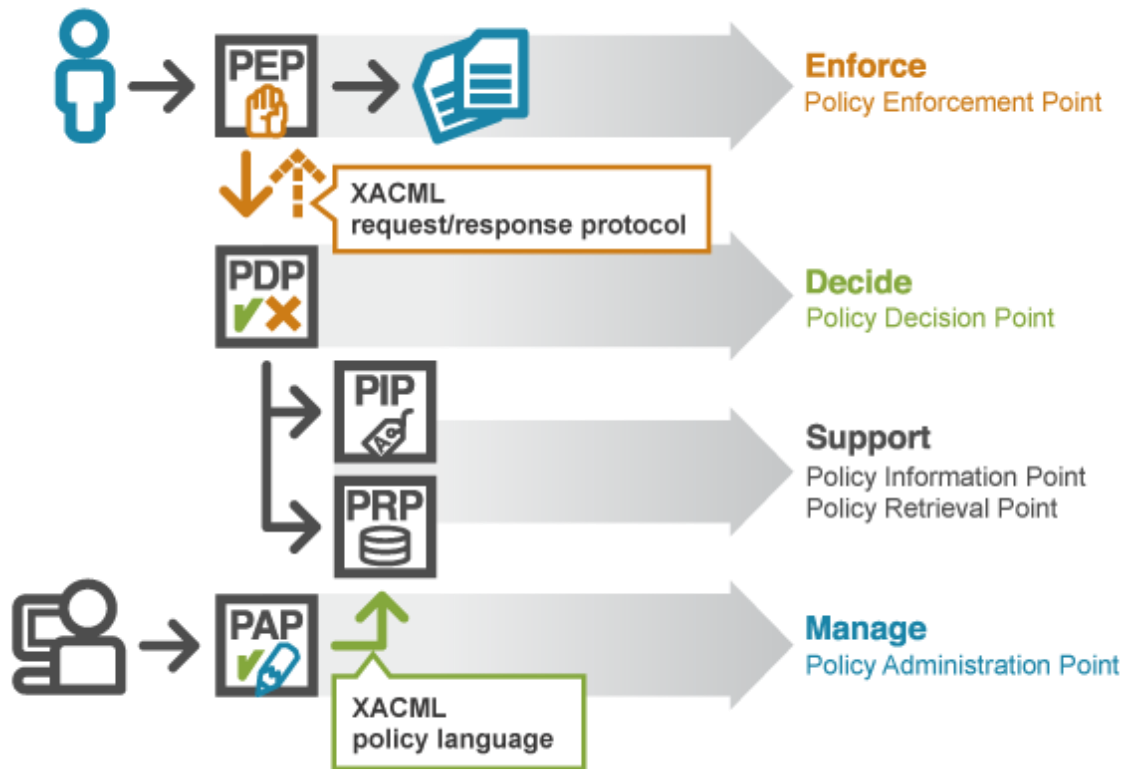 PEP
Enforce
Policy Enforcement Point
XACML
request/response protocol
PDP
Decide
Policy Decision Point
PIP
A
Support
Policy Information Point
Policy Retrieval Point
PRP
PAP
Manage
Policy Administration Point
XACML
policy language